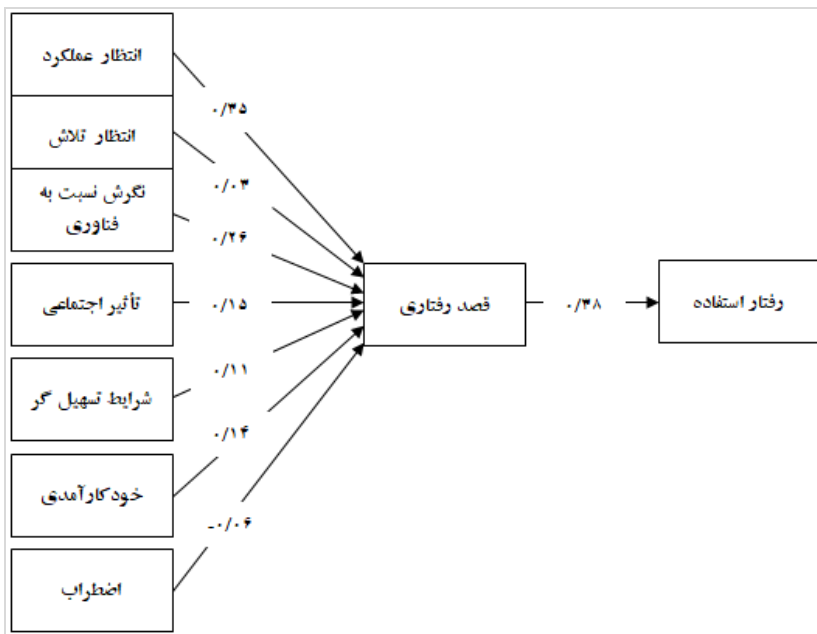 انتظار عملکرد
۰/۳۵
انتظار تلاش
۰/۰۳
نگرش نسبت به
فناوری
۰/۲۶
تأثیر اجتماعی
۰/۱۵
قصد رفتاری
۰/۳۸
رفتار استفاده
شرایط تسهیل گر
۰/۱۱
خودکارآمدی
۰/۱۴
اضطراب
-۰/۰۶